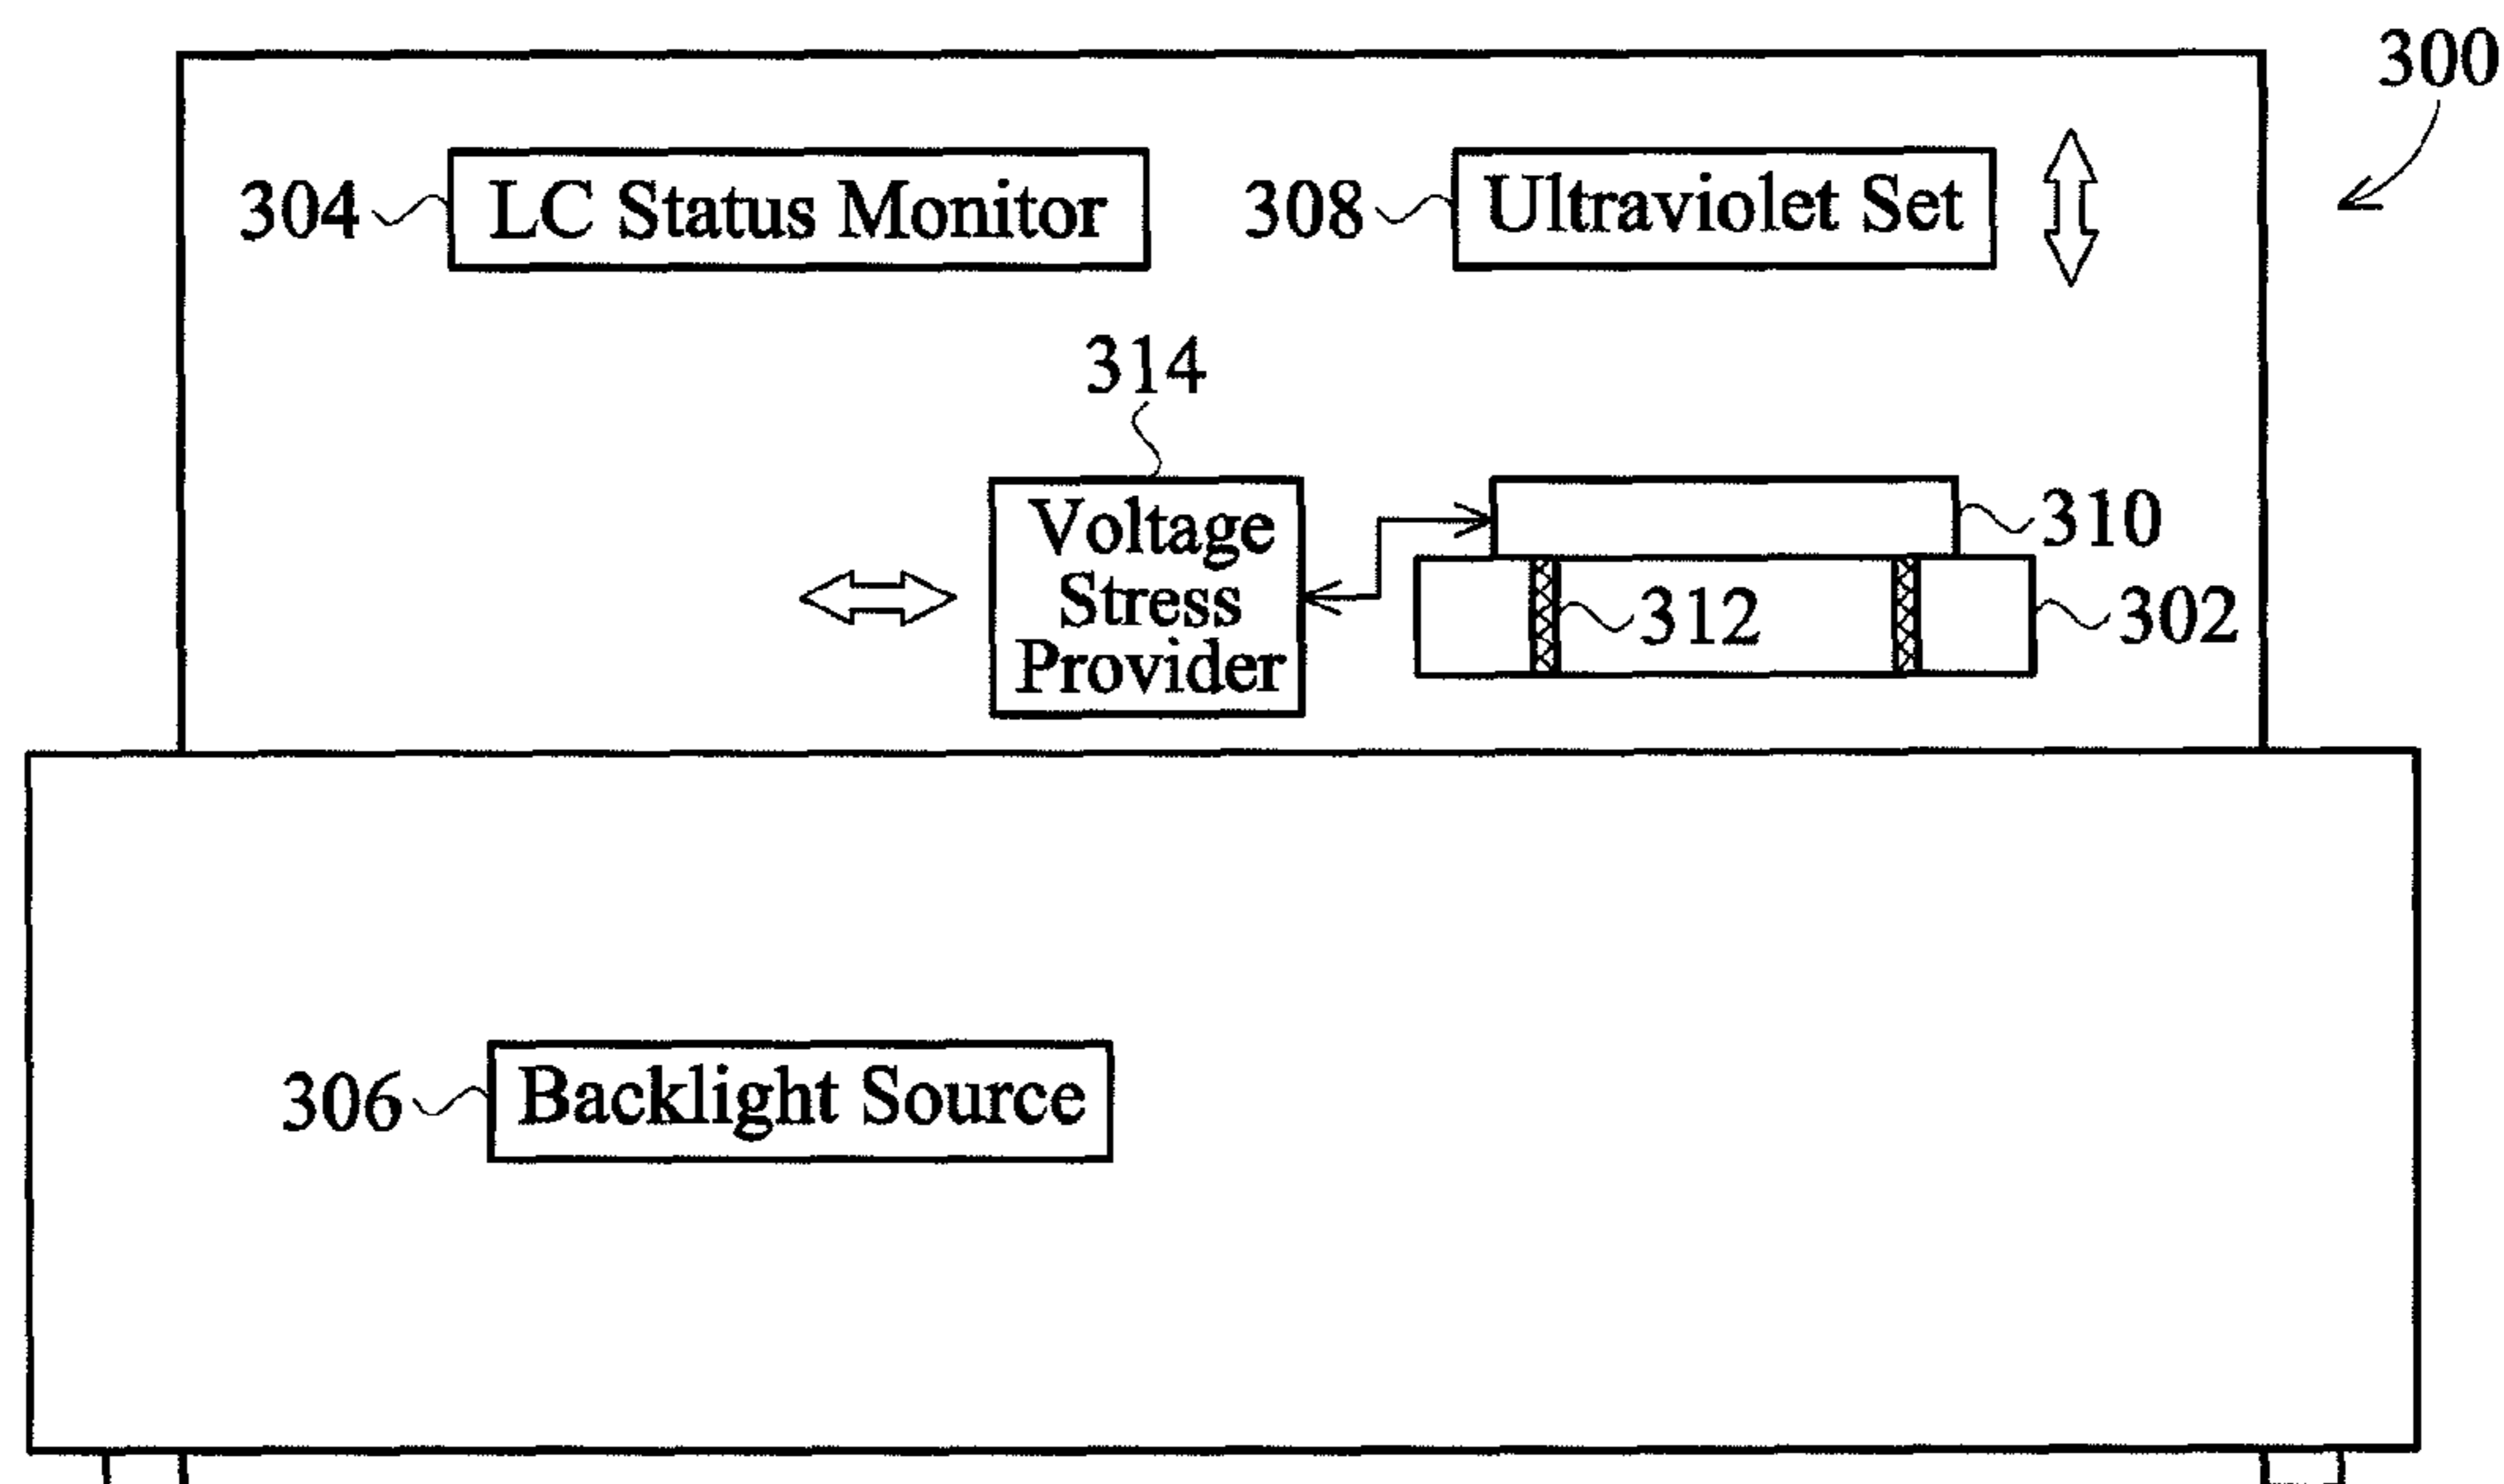 300
304
LC Status Monitor
308
Ultraviolet Set
314
Voltage
Stress
Provider
310
312
302
306
Backlight Source